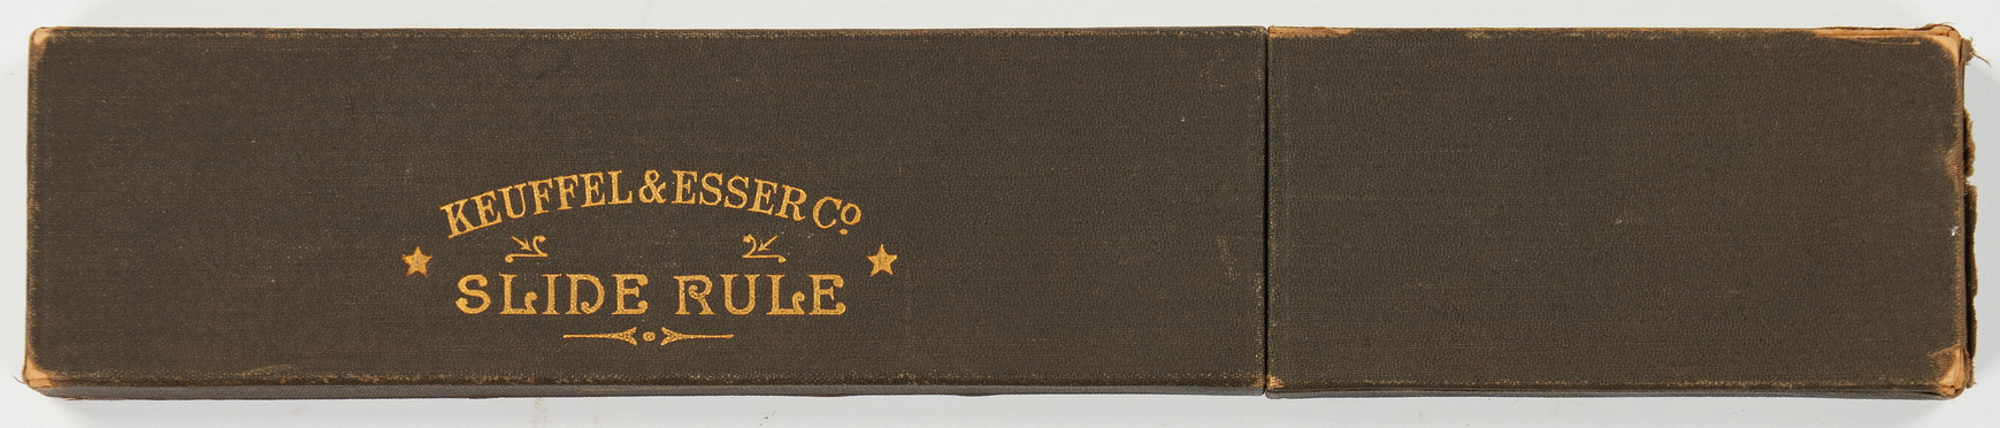 KEUFFEL & ESSER Co.
SLIDE RULE